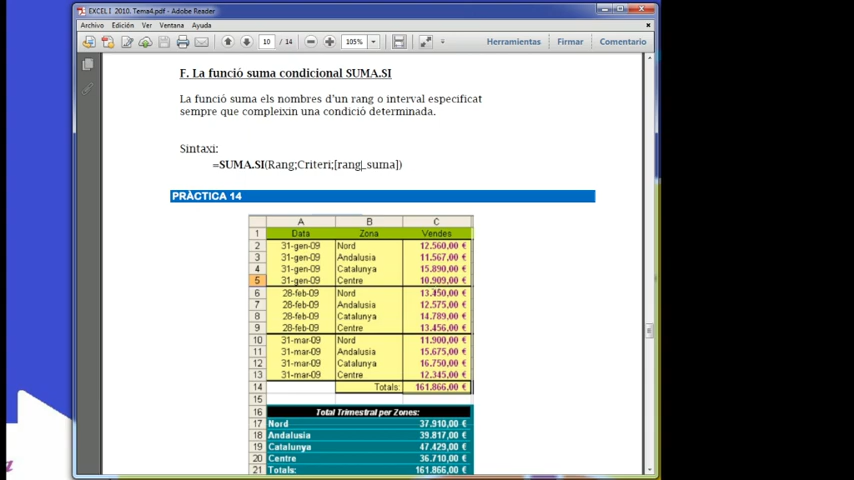 EXCEL I 2010. Tema4.pdf - Adobe Reader
Archivo Edición Ver Ventana Ayuda
10 / 14 105% Herramientas Firmar Comentario
F. La funció suma condicional SUMA.SI
La funció suma els nombres d'un rang o interval especificat
sempre que compleixin una condició determinada.
Sintaxi:
=SUMA.SI(Rang;Criteri;[rang_suma])
PRÀCTICA 14
A B C
1 Data Zona Vendes
2 31-gen-09 Nord 12.560,00 €
3 31-gen-09 Andalusia 11.567,00 €
4 31-gen-09 Catalunya 15.890,00 €
5 31-gen-09 Centre 10.909,00 €
6 28-feb-09 Nord 13.450,00 €
7 28-feb-09 Andalusia 12.575,00 €
8 28-feb-09 Catalunya 14.789,00 €
9 28-feb-09 Centre 13.456,00 €
10 31-mar-09 Nord 11.900,00 €
11 31-mar-09 Andalusia 15.675,00 €
12 31-mar-09 Catalunya 16.750,00 €
13 31-mar-09 Centre 12.345,00 €
14 Totals: 161.866,00 €
15
16 Total Trimestral per Zones:
17 Nord 37.910,00 €
18 Andalusia 39.817,00 €
19 Catalunya 47.429,00 €
20 Centre 36.710,00 €
21 Totals: 161.866,00 €